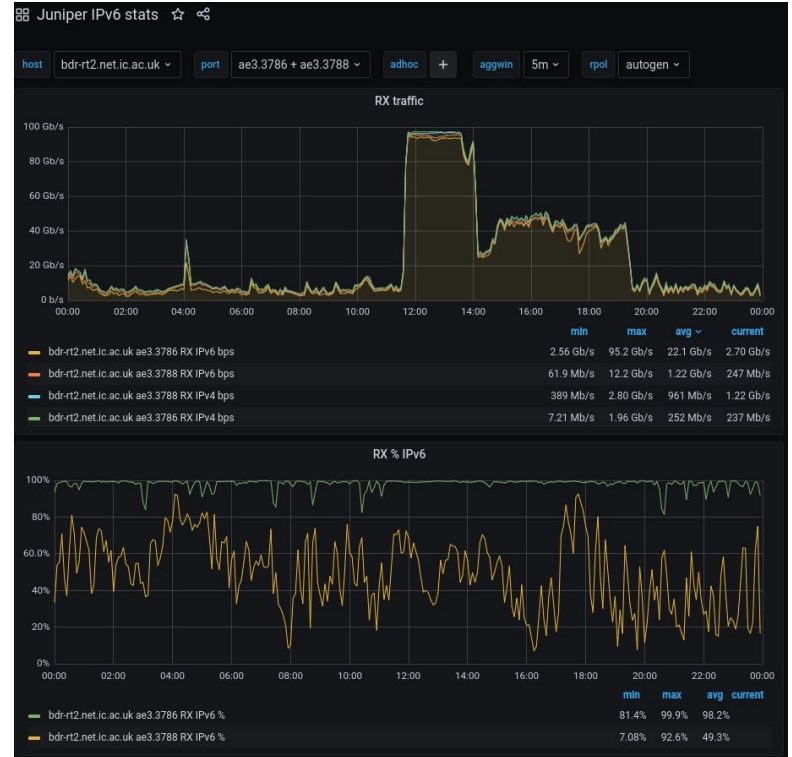 Juniper IPv6 stats
host bdr-rt2.net.ic.ac.uk port ae3.3786 + ae3.3788 adhoc + aggwin 5m rpol autogen
RX traffic
100 Gb/s
80 Gb/s
60 Gb/s
40 Gb/s
20 Gb/s
0 b/s
00:00 02:00 04:00 06:00 08:00 10:00 12:00 14:00 16:00 18:00 20:00 22:00 00:00
min max avg current
bdr-rt2.net.ic.ac.uk ae3.3786 RX IPv6 bps 2.56 Gb/s 95.2 Gb/s 22.1 Gb/s 2.70 Gb/s
bdr-rt2.net.ic.ac.uk ae3.3788 RX IPv6 bps 61.9 Mb/s 12.2 Gb/s 1.22 Gb/s 247 Mb/s
bdr-rt2.net.ic.ac.uk ae3.3788 RX IPv4 bps 389 Mb/s 2.80 Gb/s 961 Mb/s 1.22 Gb/s
bdr-rt2.net.ic.ac.uk ae3.3786 RX IPv4 bps 7.21 Mb/s 1.96 Gb/s 252 Mb/s 237 Mb/s
RX % IPv6
100%
80%
60.0%
40%
20%
0%
00:00 02:00 04:00 06:00 08:00 10:00 12:00 14:00 16:00 18:00 20:00 22:00 00:00
min max avg current
bdr-rt2.net.ic.ac.uk ae3.3786 RX IPv6 % 81.4% 99.9% 98.2%
bdr-rt2.net.ic.ac.uk ae3.3788 RX IPv6 % 7.08% 92.6% 49.3%